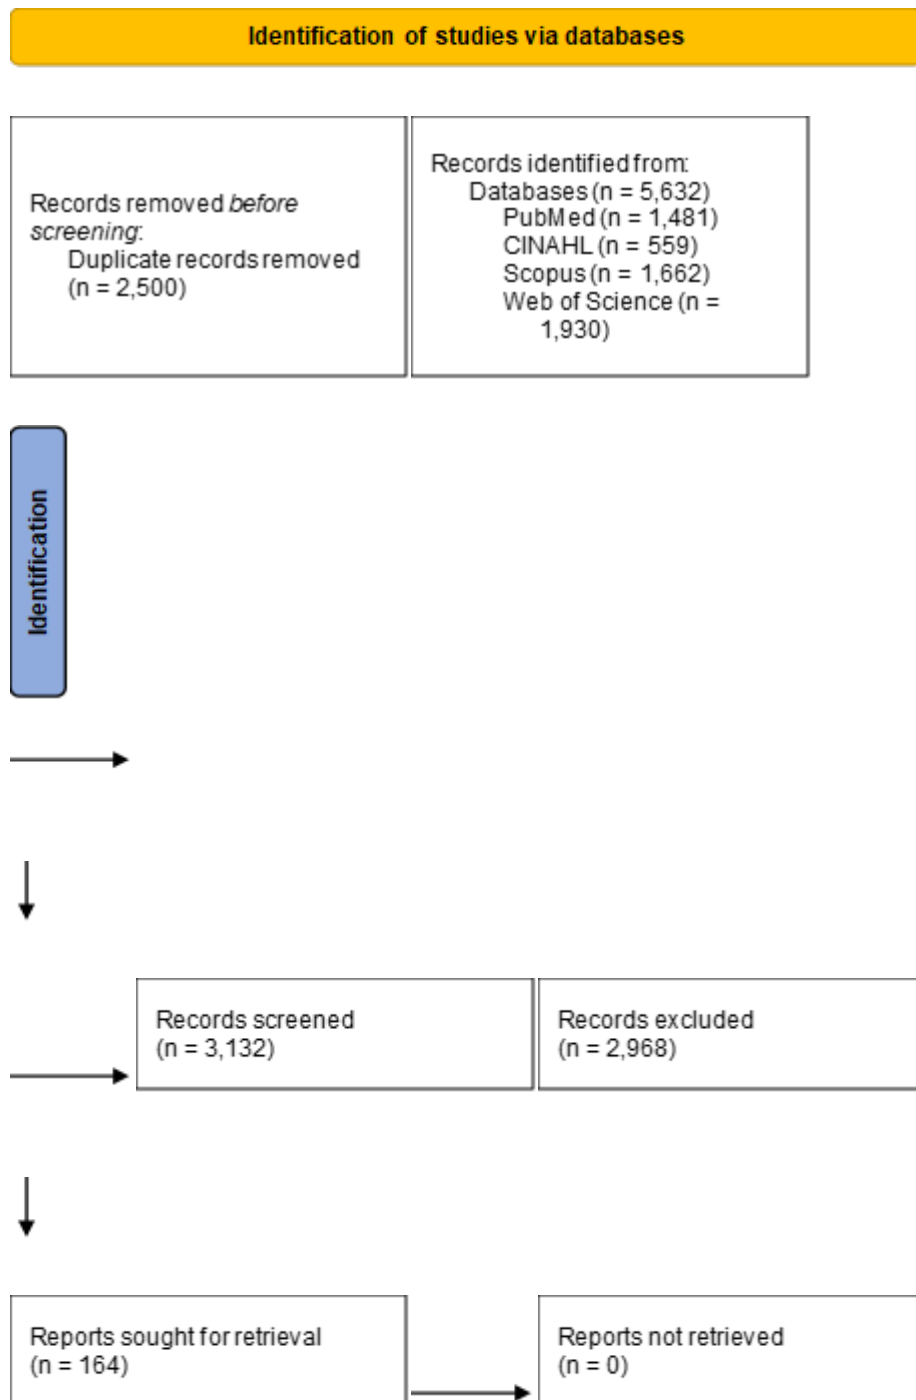 Identification of studies via databases
Records removed before
screening:
Duplicate records removed
(n = 2,500)
Records identified from:
Databases (n = 5,632)
PubMed (n = 1,481)
CINAHL (n = 559)
Scopus (n = 1,662)
Web of Science (n =
1,930)
Identification
Records screened
(n = 3,132)
Records excluded
(n = 2,968)
Reports sought for retrieval
(n = 164)
Reports not retrieved
(n = 0)